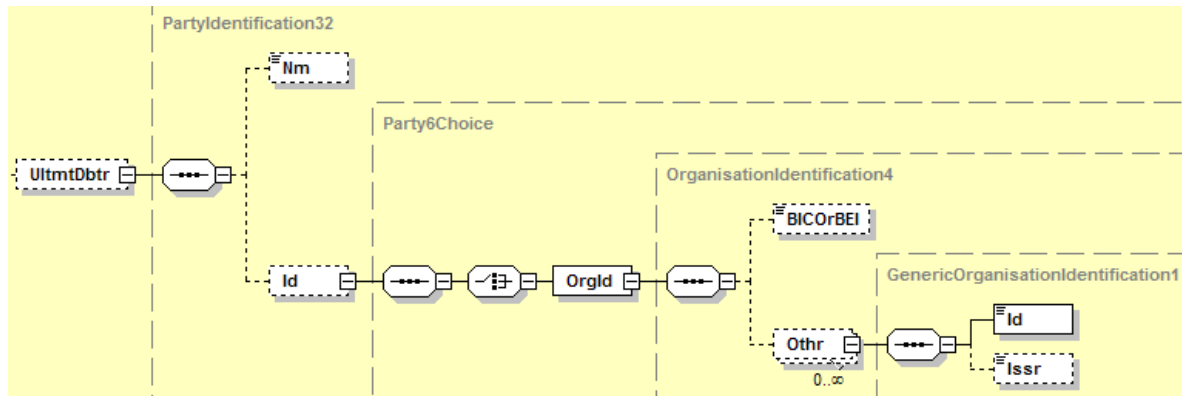 PartyIdentification32
Nm
Party6Choice
UltmtDbtr
OrganisationIdentification4
BICOrBEI
GenericOrganisationIdentification1
Id
OrgId
Id
Othr
0..∞
Issr